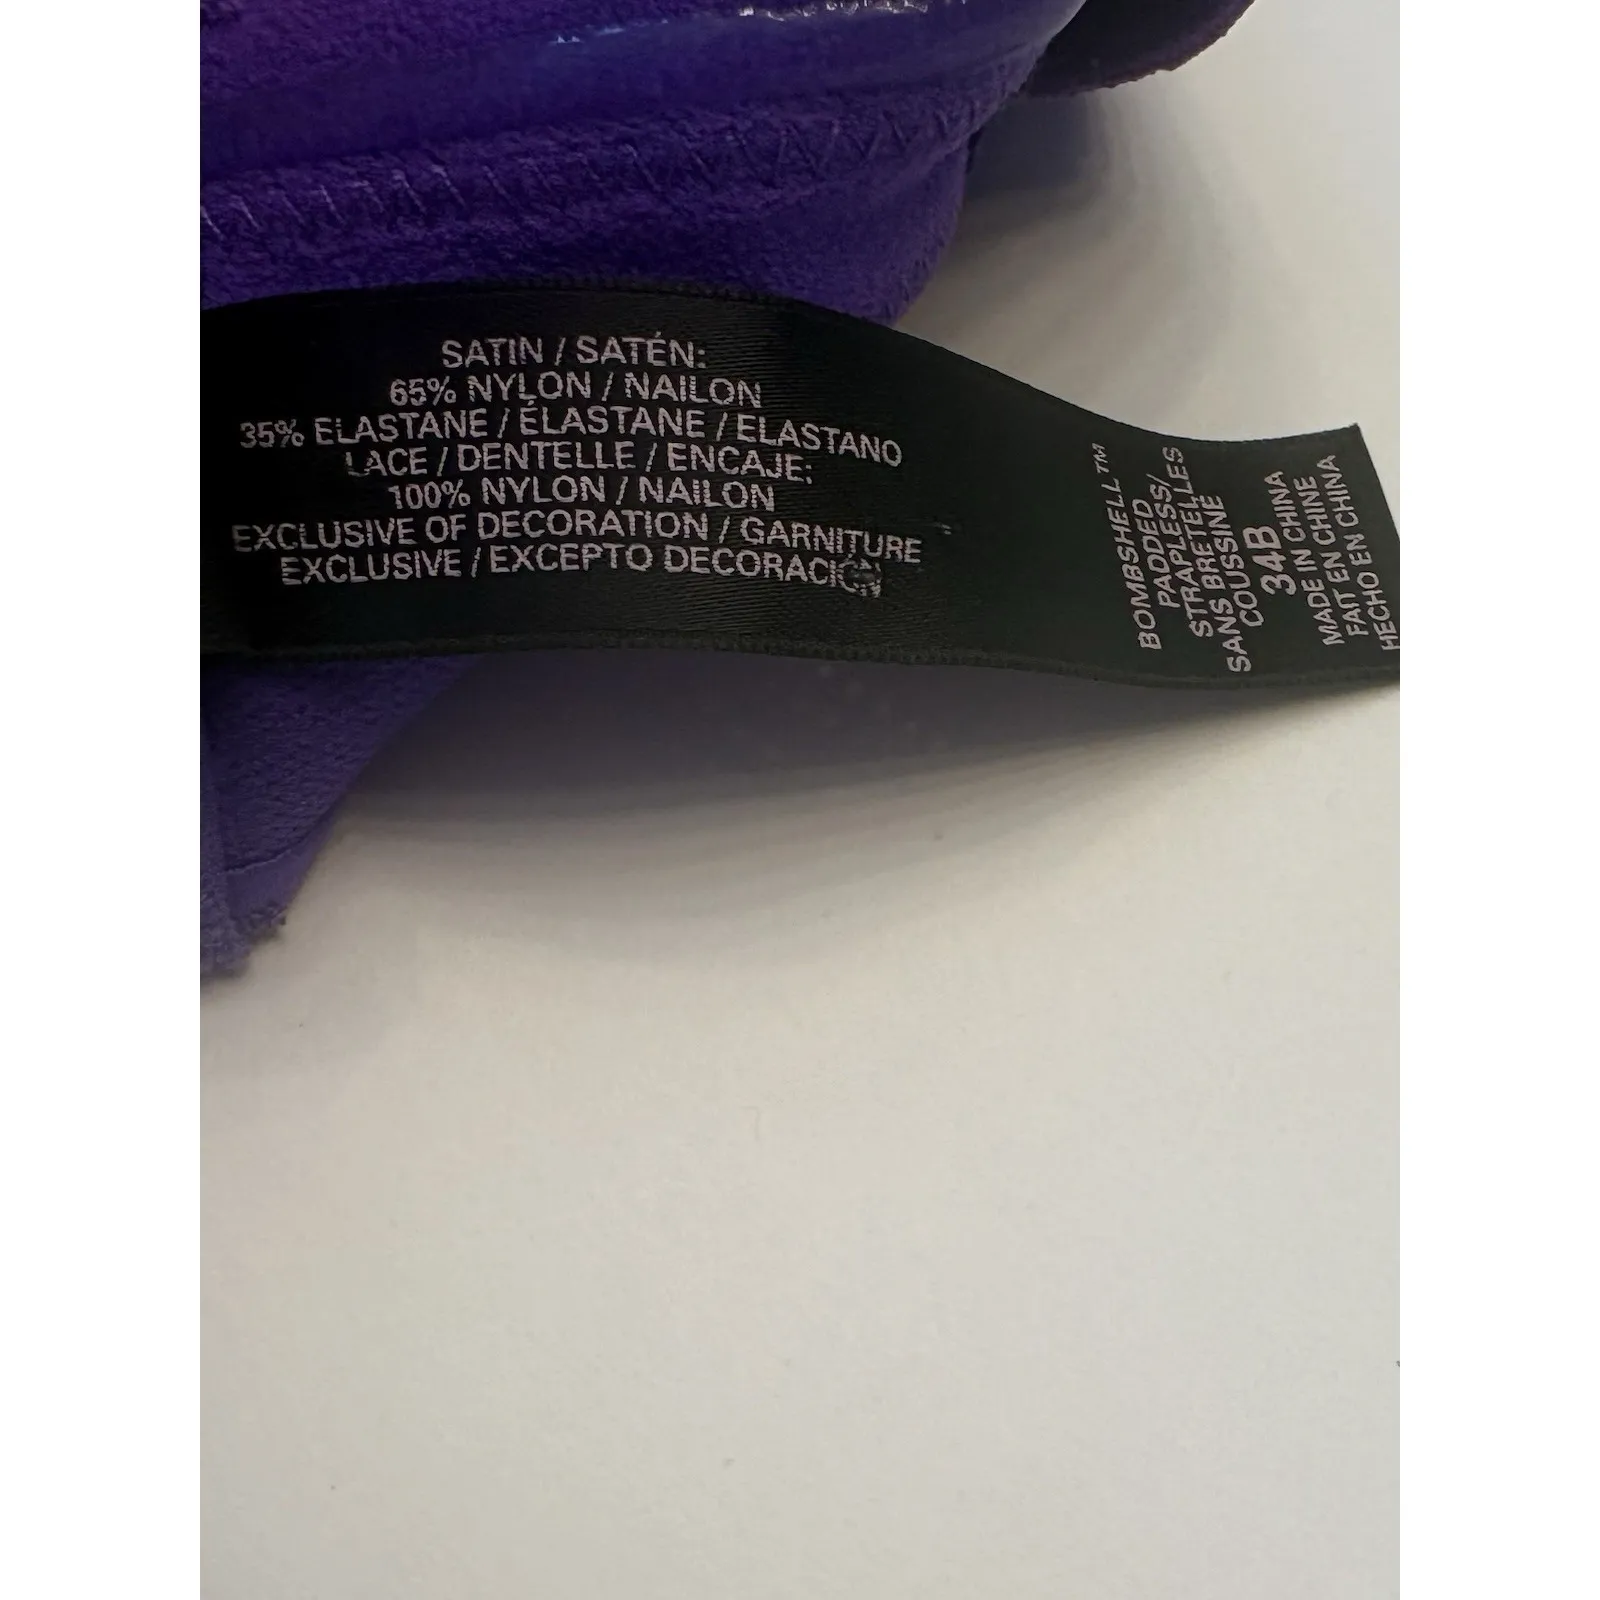 SATIN / SATÉN:
65% NYLON / NAILON
35% ELASTANE / ÉLASTANE / ELASTANO
LACE / DENTELLE / ENCAJE:
100% NYLON / NAILON
EXCLUSIVE OF DECORATION / GARNITURE
EXCLUSIVE / EXCEPTO DECORACIÓN
BOMBSHELL™
PADDED
STRAPLESS/
SANS BRETELLES
COUSSINÉ
34B
MADE IN CHINA
FAIT EN CHINE
HECHO EN CHINA